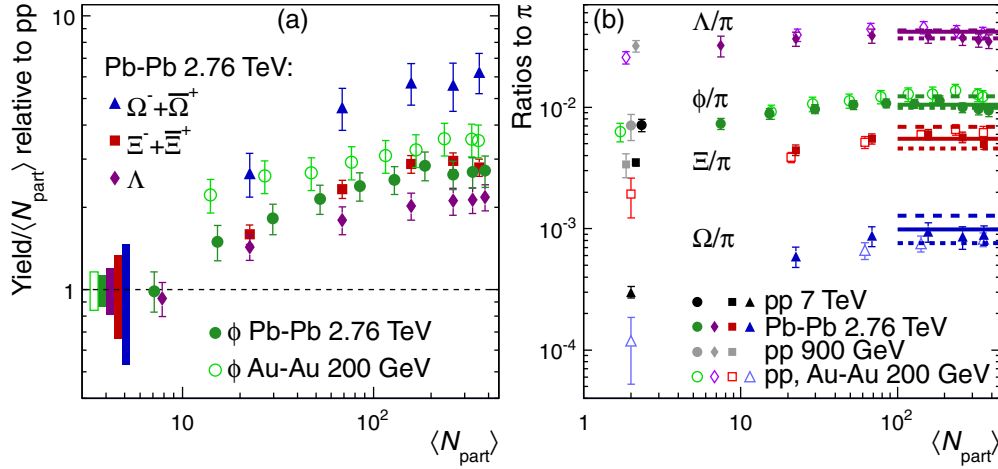 Yield/⟨N_part⟩ relative to pp
10
1
(a)
Pb-Pb 2.76 TeV:
Ω⁻+Ω̅⁺
Ξ⁻+Ξ̅⁺
Λ
ϕ Pb-Pb 2.76 TeV
ϕ Au-Au 200 GeV
10
10²
⟨N_part⟩
Ratios to π
10⁻¹
10⁻²
10⁻³
10⁻⁴
(b)
Λ/π
ϕ/π
Ξ/π
Ω/π
pp 7 TeV
Pb-Pb 2.76 TeV
pp 900 GeV
pp, Au-Au 200 GeV
1
10
10²
⟨N_part⟩